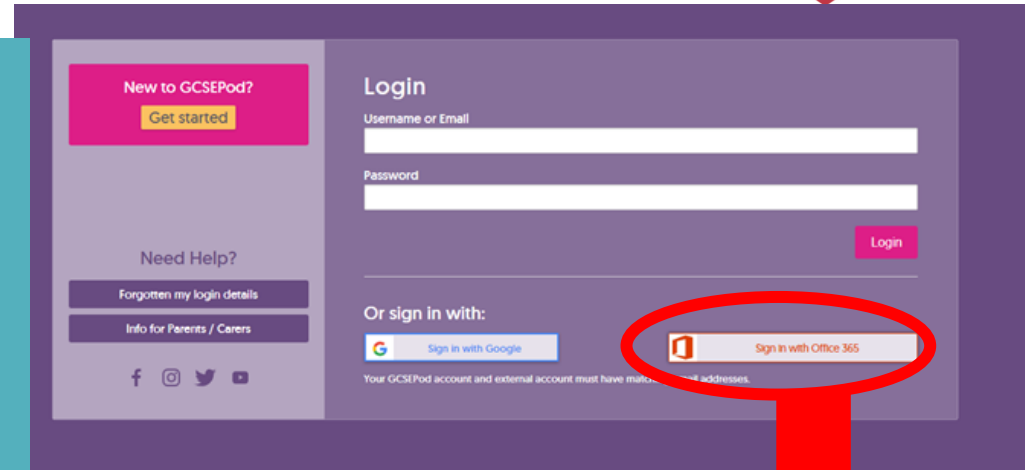 New to GCSEPod?
Get started
Need Help?
Forgotten my login details
Info for Parents / Carers
Login
Username or Email
Password
Login
Or sign in with:
Sign in with Google
Sign in with Office 365
Your GCSEPod account and external account must have addresses.